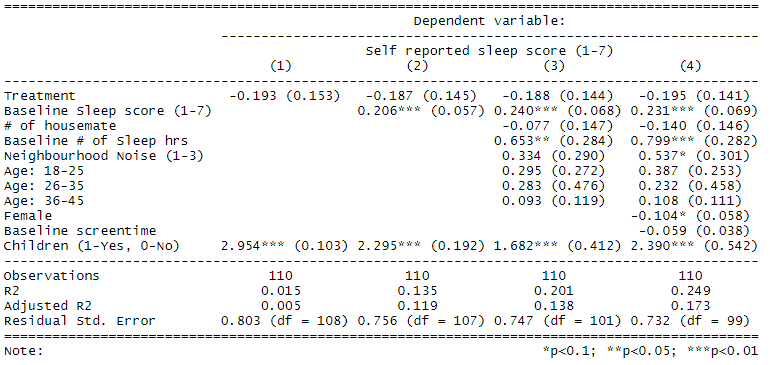 Dependent variable:
Self reported sleep score (1-7)
(1) (2) (3) (4)
Treatment -0.193 (0.153) -0.187 (0.145) -0.188 (0.144) -0.195 (0.141)
Baseline Sleep score (1-7) 0.206*** (0.057) 0.240*** (0.068) 0.231*** (0.069)
# of housemate -0.077 (0.147) -0.140 (0.146)
Baseline # of Sleep hrs 0.653** (0.284) 0.799*** (0.282)
Neighbourhood Noise (1-3) 0.334 (0.290) 0.537* (0.301)
Age: 18-25 0.295 (0.272) 0.387 (0.253)
Age: 26-35 0.283 (0.476) 0.232 (0.458)
Age: 36-45 0.093 (0.119) 0.108 (0.111)
Female -0.104* (0.058)
Baseline screentime -0.059 (0.038)
Children (1-Yes, 0-No) 2.954*** (0.103) 2.295*** (0.192) 1.682*** (0.412) 2.390*** (0.542)
Observations 110 110 110 110
R2 0.015 0.135 0.201 0.249
Adjusted R2 0.005 0.119 0.138 0.173
Residual Std. Error 0.803 (df = 108) 0.756 (df = 107) 0.747 (df = 101) 0.732 (df = 99)
Note: *p<0.1; **p<0.05; ***p<0.01